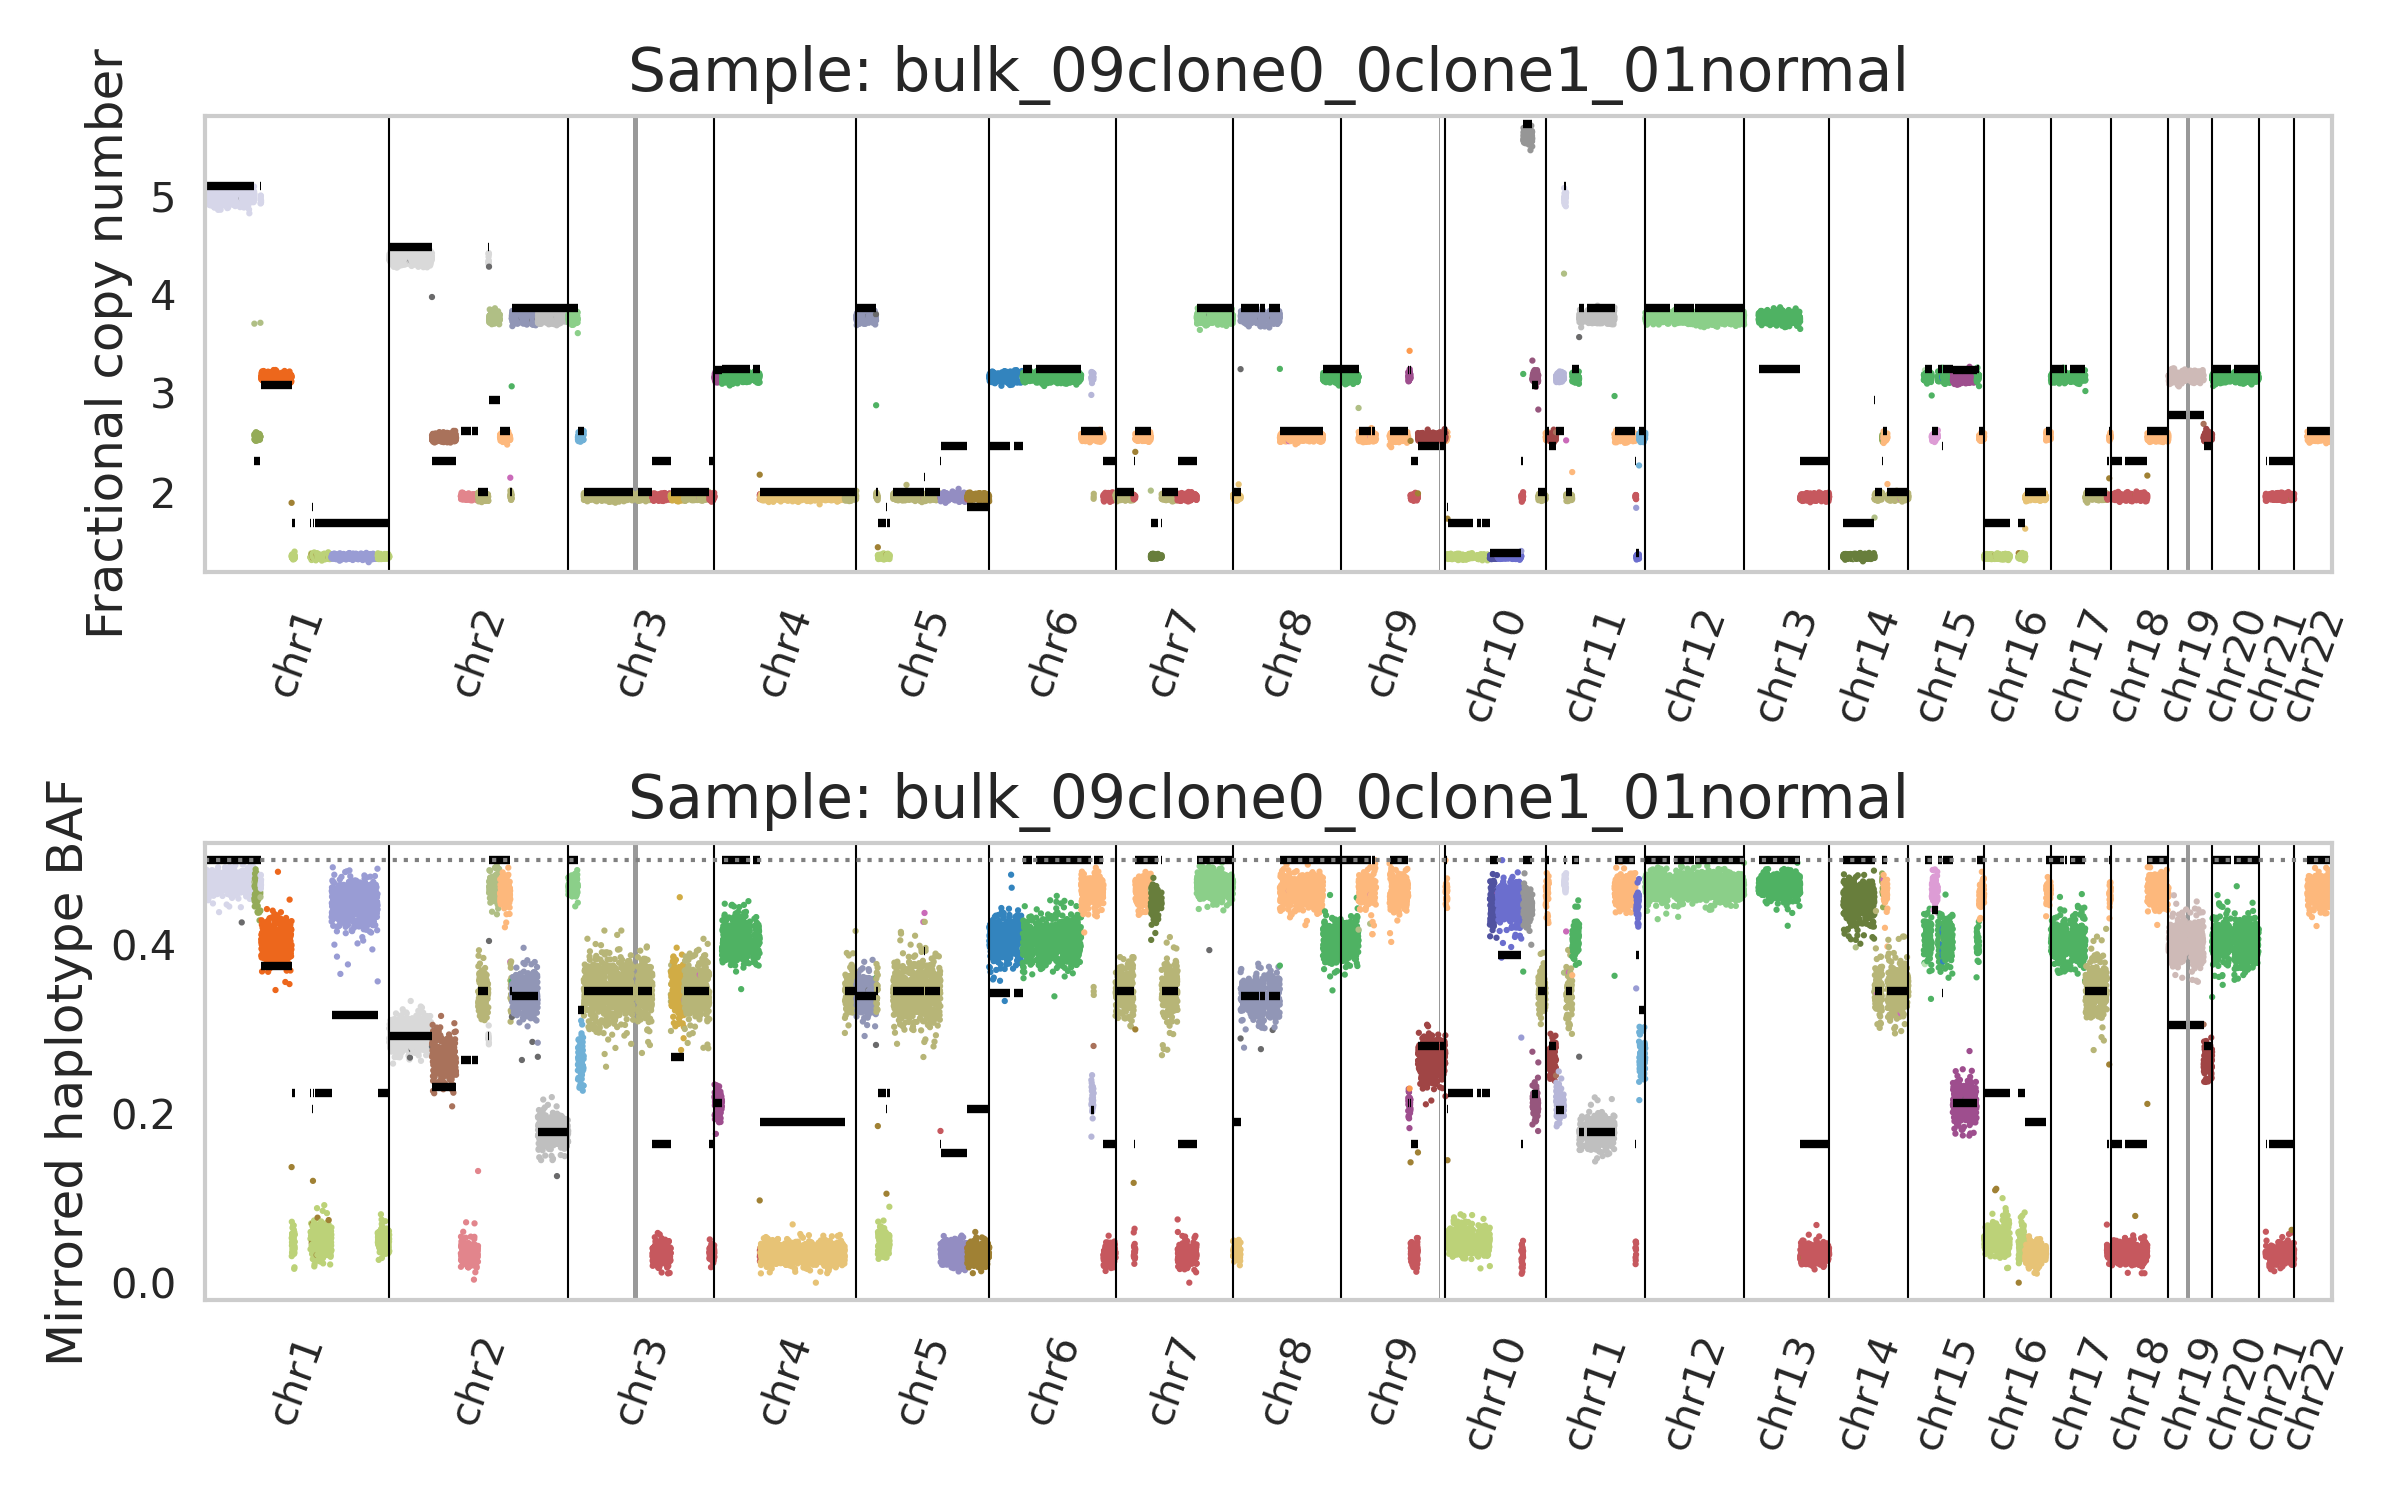 Sample: bulk_09clone0_0clone1_01normal
Fractional copy number
5
4
3
2
chr1 chr2 chr3 chr4 chr5 chr6 chr7 chr8 chr9 chr10 chr11 chr12 chr13 chr14 chr15 chr16 chr17 chr18 chr19 chr20 chr21 chr22
Sample: bulk_09clone0_0clone1_01normal
Mirrored haplotype BAF
0.4
0.2
0.0
chr1 chr2 chr3 chr4 chr5 chr6 chr7 chr8 chr9 chr10 chr11 chr12 chr13 chr14 chr15 chr16 chr17 chr18 chr19 chr20 chr21 chr22